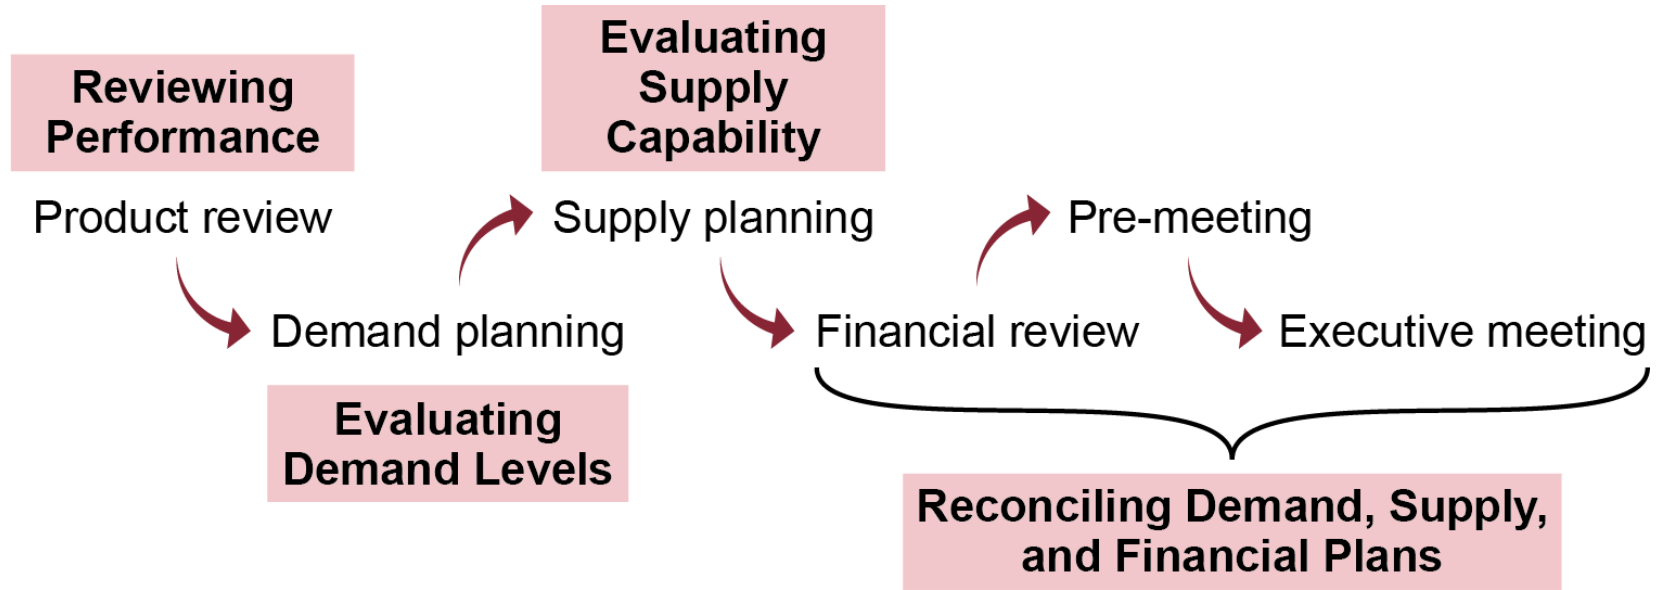 Reviewing
Performance
Product review
Demand planning
Evaluating
Demand Levels
Evaluating
Supply
Capability
Supply planning
Financial review
Pre-meeting
Executive meeting
Reconciling Demand, Supply,
and Financial Plans